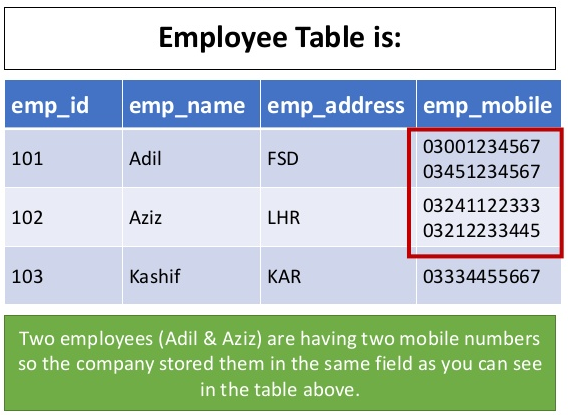 Employee Table is:
emp_id emp_name emp_address emp_mobile
101 Adil FSD 03001234567
03451234567
102 Aziz LHR 03241122333
03212233445
103 Kashif KAR 03334455667
Two employees (Adil & Aziz) are having two mobile numbers
so the company stored them in the same field as you can see
in the table above.